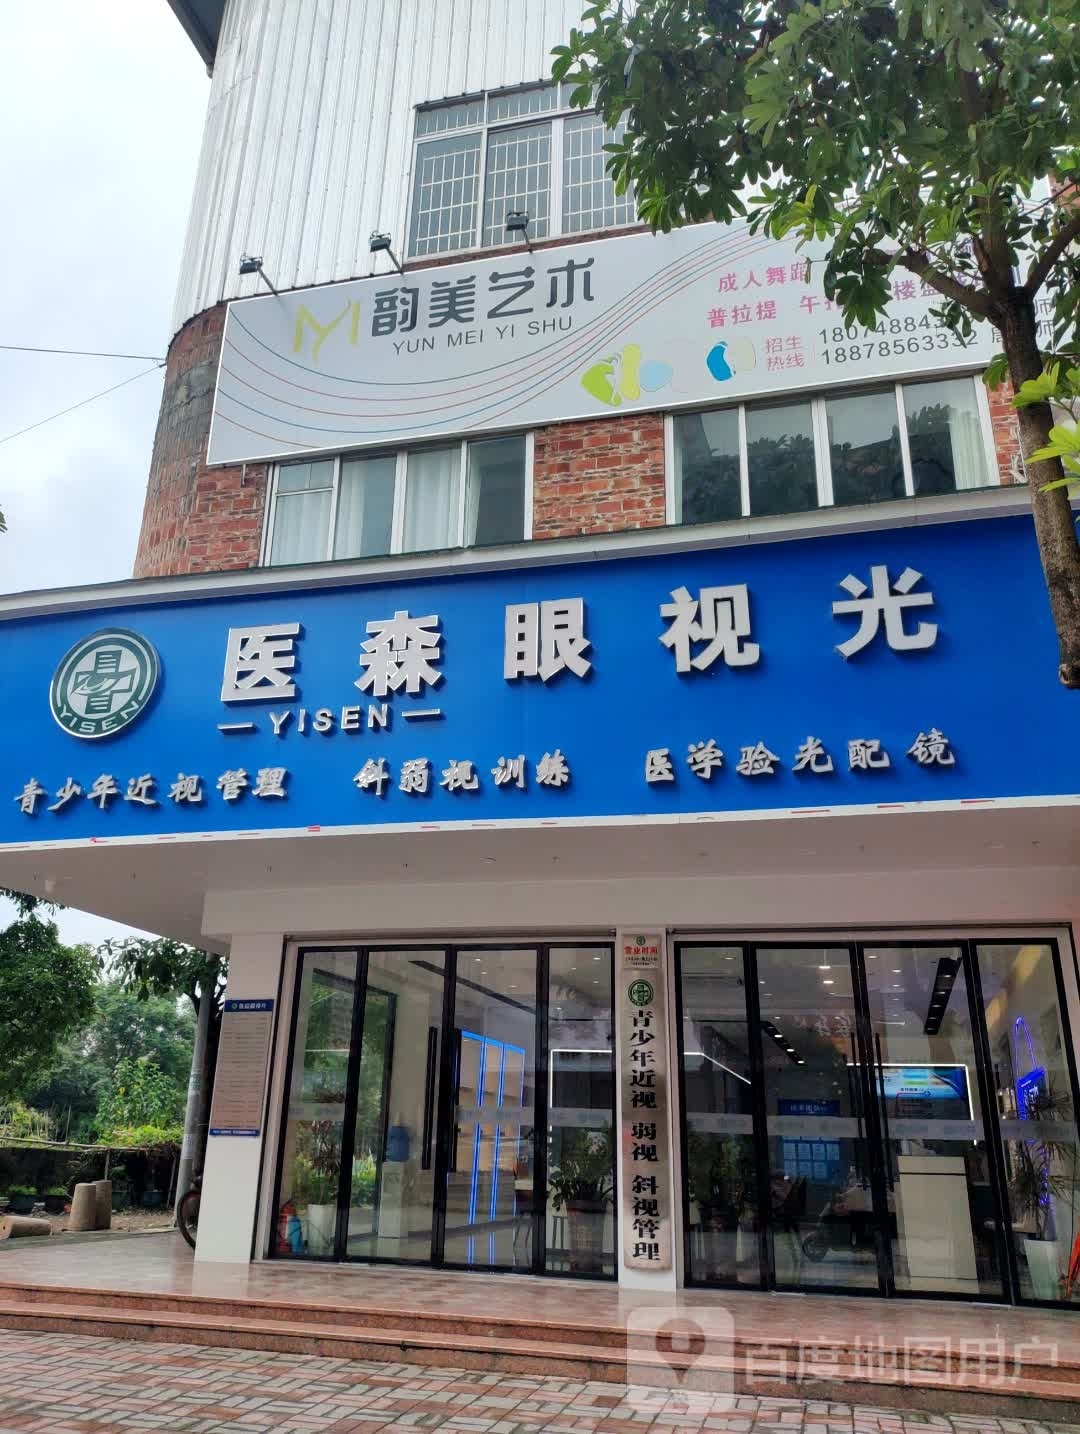 韵美艺术
YUN MEI YI SHU
成人舞蹈
普拉提 午 楼盘
招生热线
18878563332
医森眼视光
YISEN
YISEN
青少年近视管理 斜弱视训练 医学验光配镜
营业时间
青少年近视 弱视 斜视管理
百度地图用户